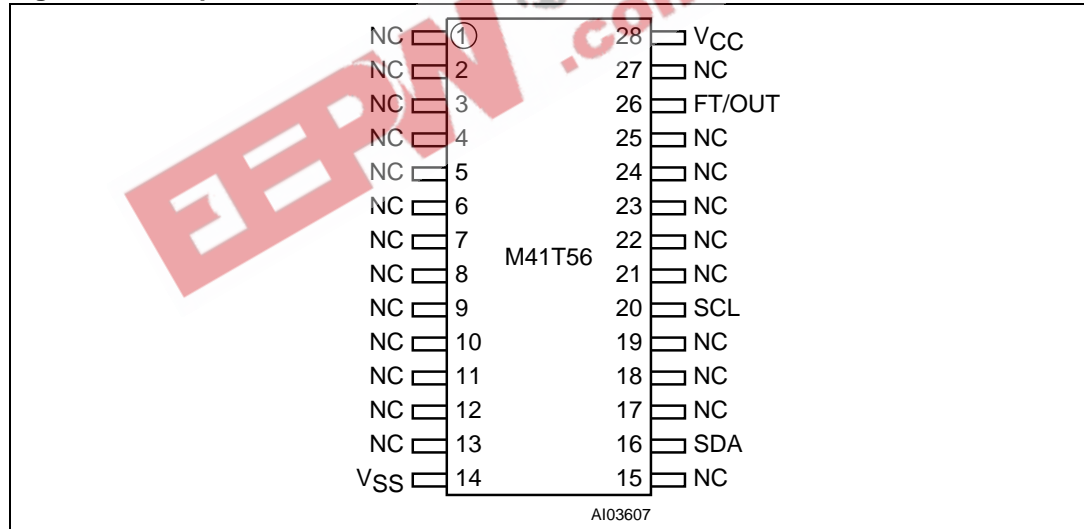 NC 1 28 VCC
NC 2 27 NC
NC 3 26 FT/OUT
NC 4 25 NC
NC 5 24 NC
NC 6 23 NC
NC 7 22 NC
M41T56
NC 8 21 NC
NC 9 20 SCL
NC 10 19 NC
NC 11 18 NC
NC 12 17 NC
NC 13 16 SDA
VSS 14 15 NC
AI03607
EEPW .com